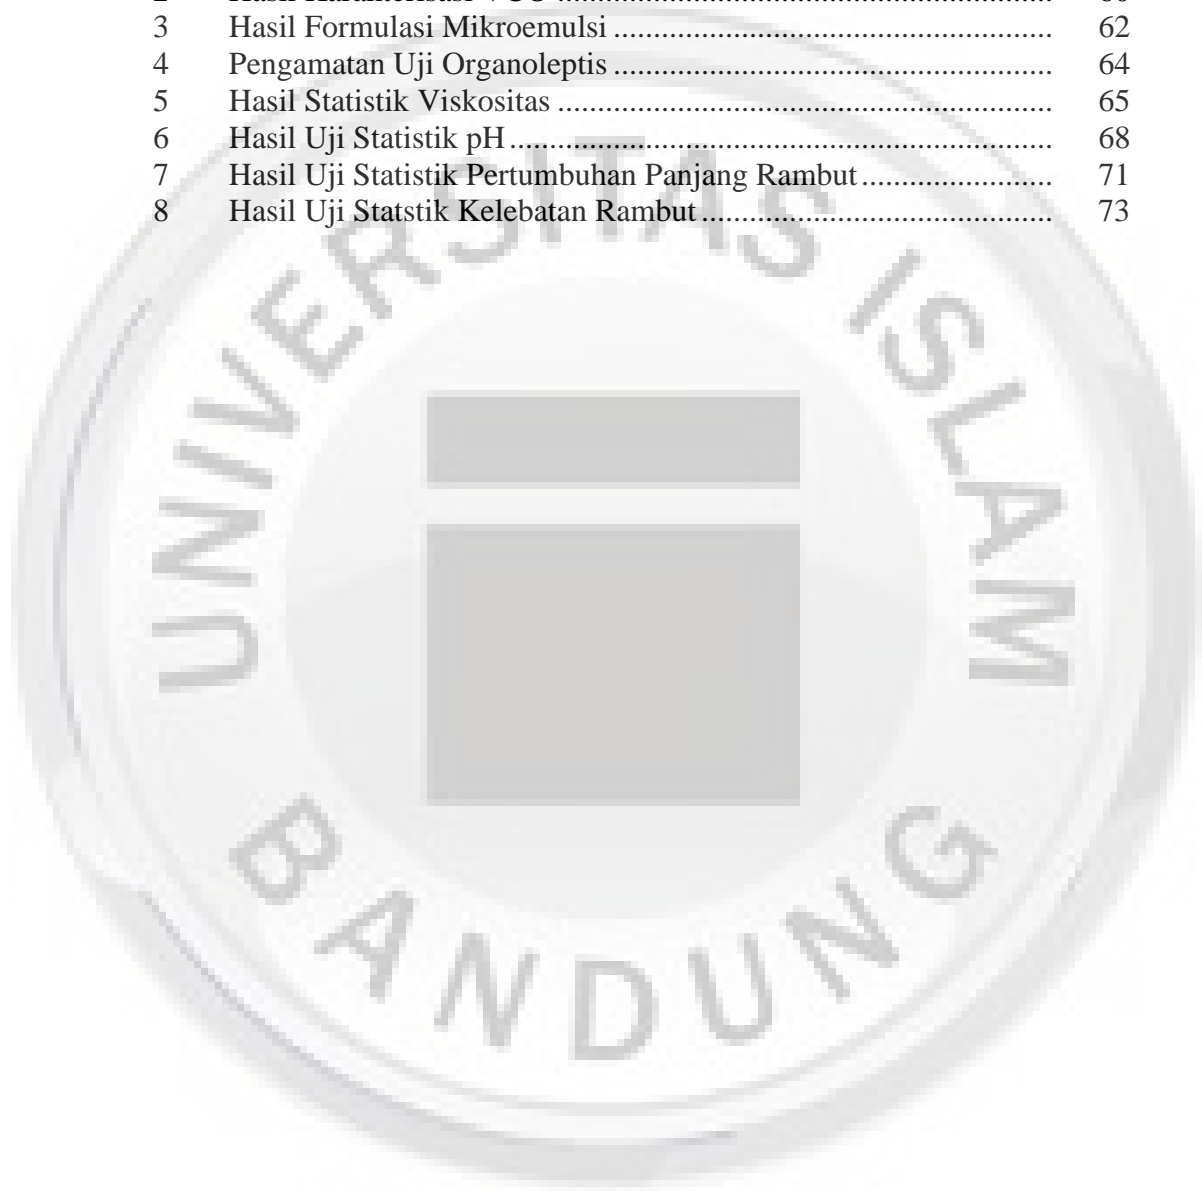 3 Hasil Formulasi Mikroemulsi ........................................................ 62
4 Pengamatan Uji Organoleptis ........................................................ 64
5 Hasil Statistik Viskositas ............................................................... 65
6 Hasil Uji Statistik pH ..................................................................... 68
7 Hasil Uji Statistik Pertumbuhan Panjang Rambut ........................ 71
8 Hasil Uji Statstik Kelebatan Rambut ............................................. 73
UNIVERSITAS ISLAM
BANDUNG